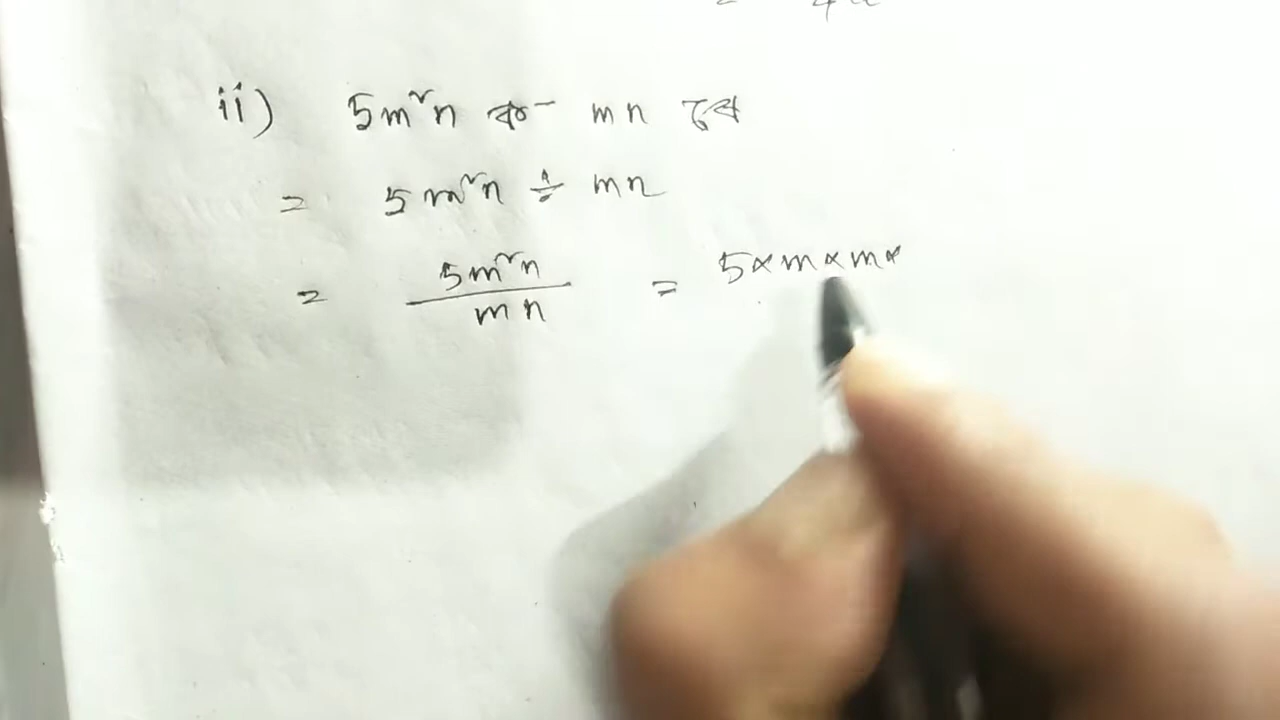 ii) 5m²n ক mn ৰে
= 5m²n ÷ mn
= 5m²n / mn = 5×m×m×